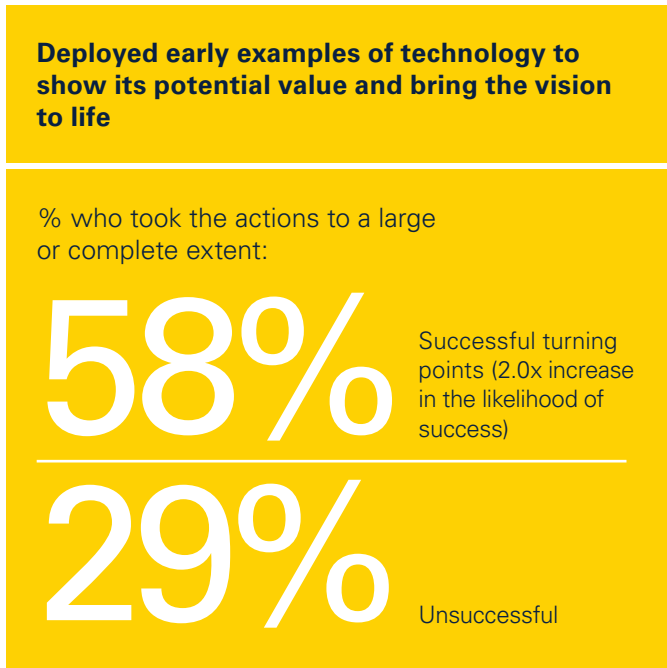 Deployed early examples of technology to
show its potential value and bring the vision
to life
% who took the actions to a large
or complete extent:
58%
Successful turning
points (2.0x increase
in the likelihood of
success)
29%
Unsuccessful